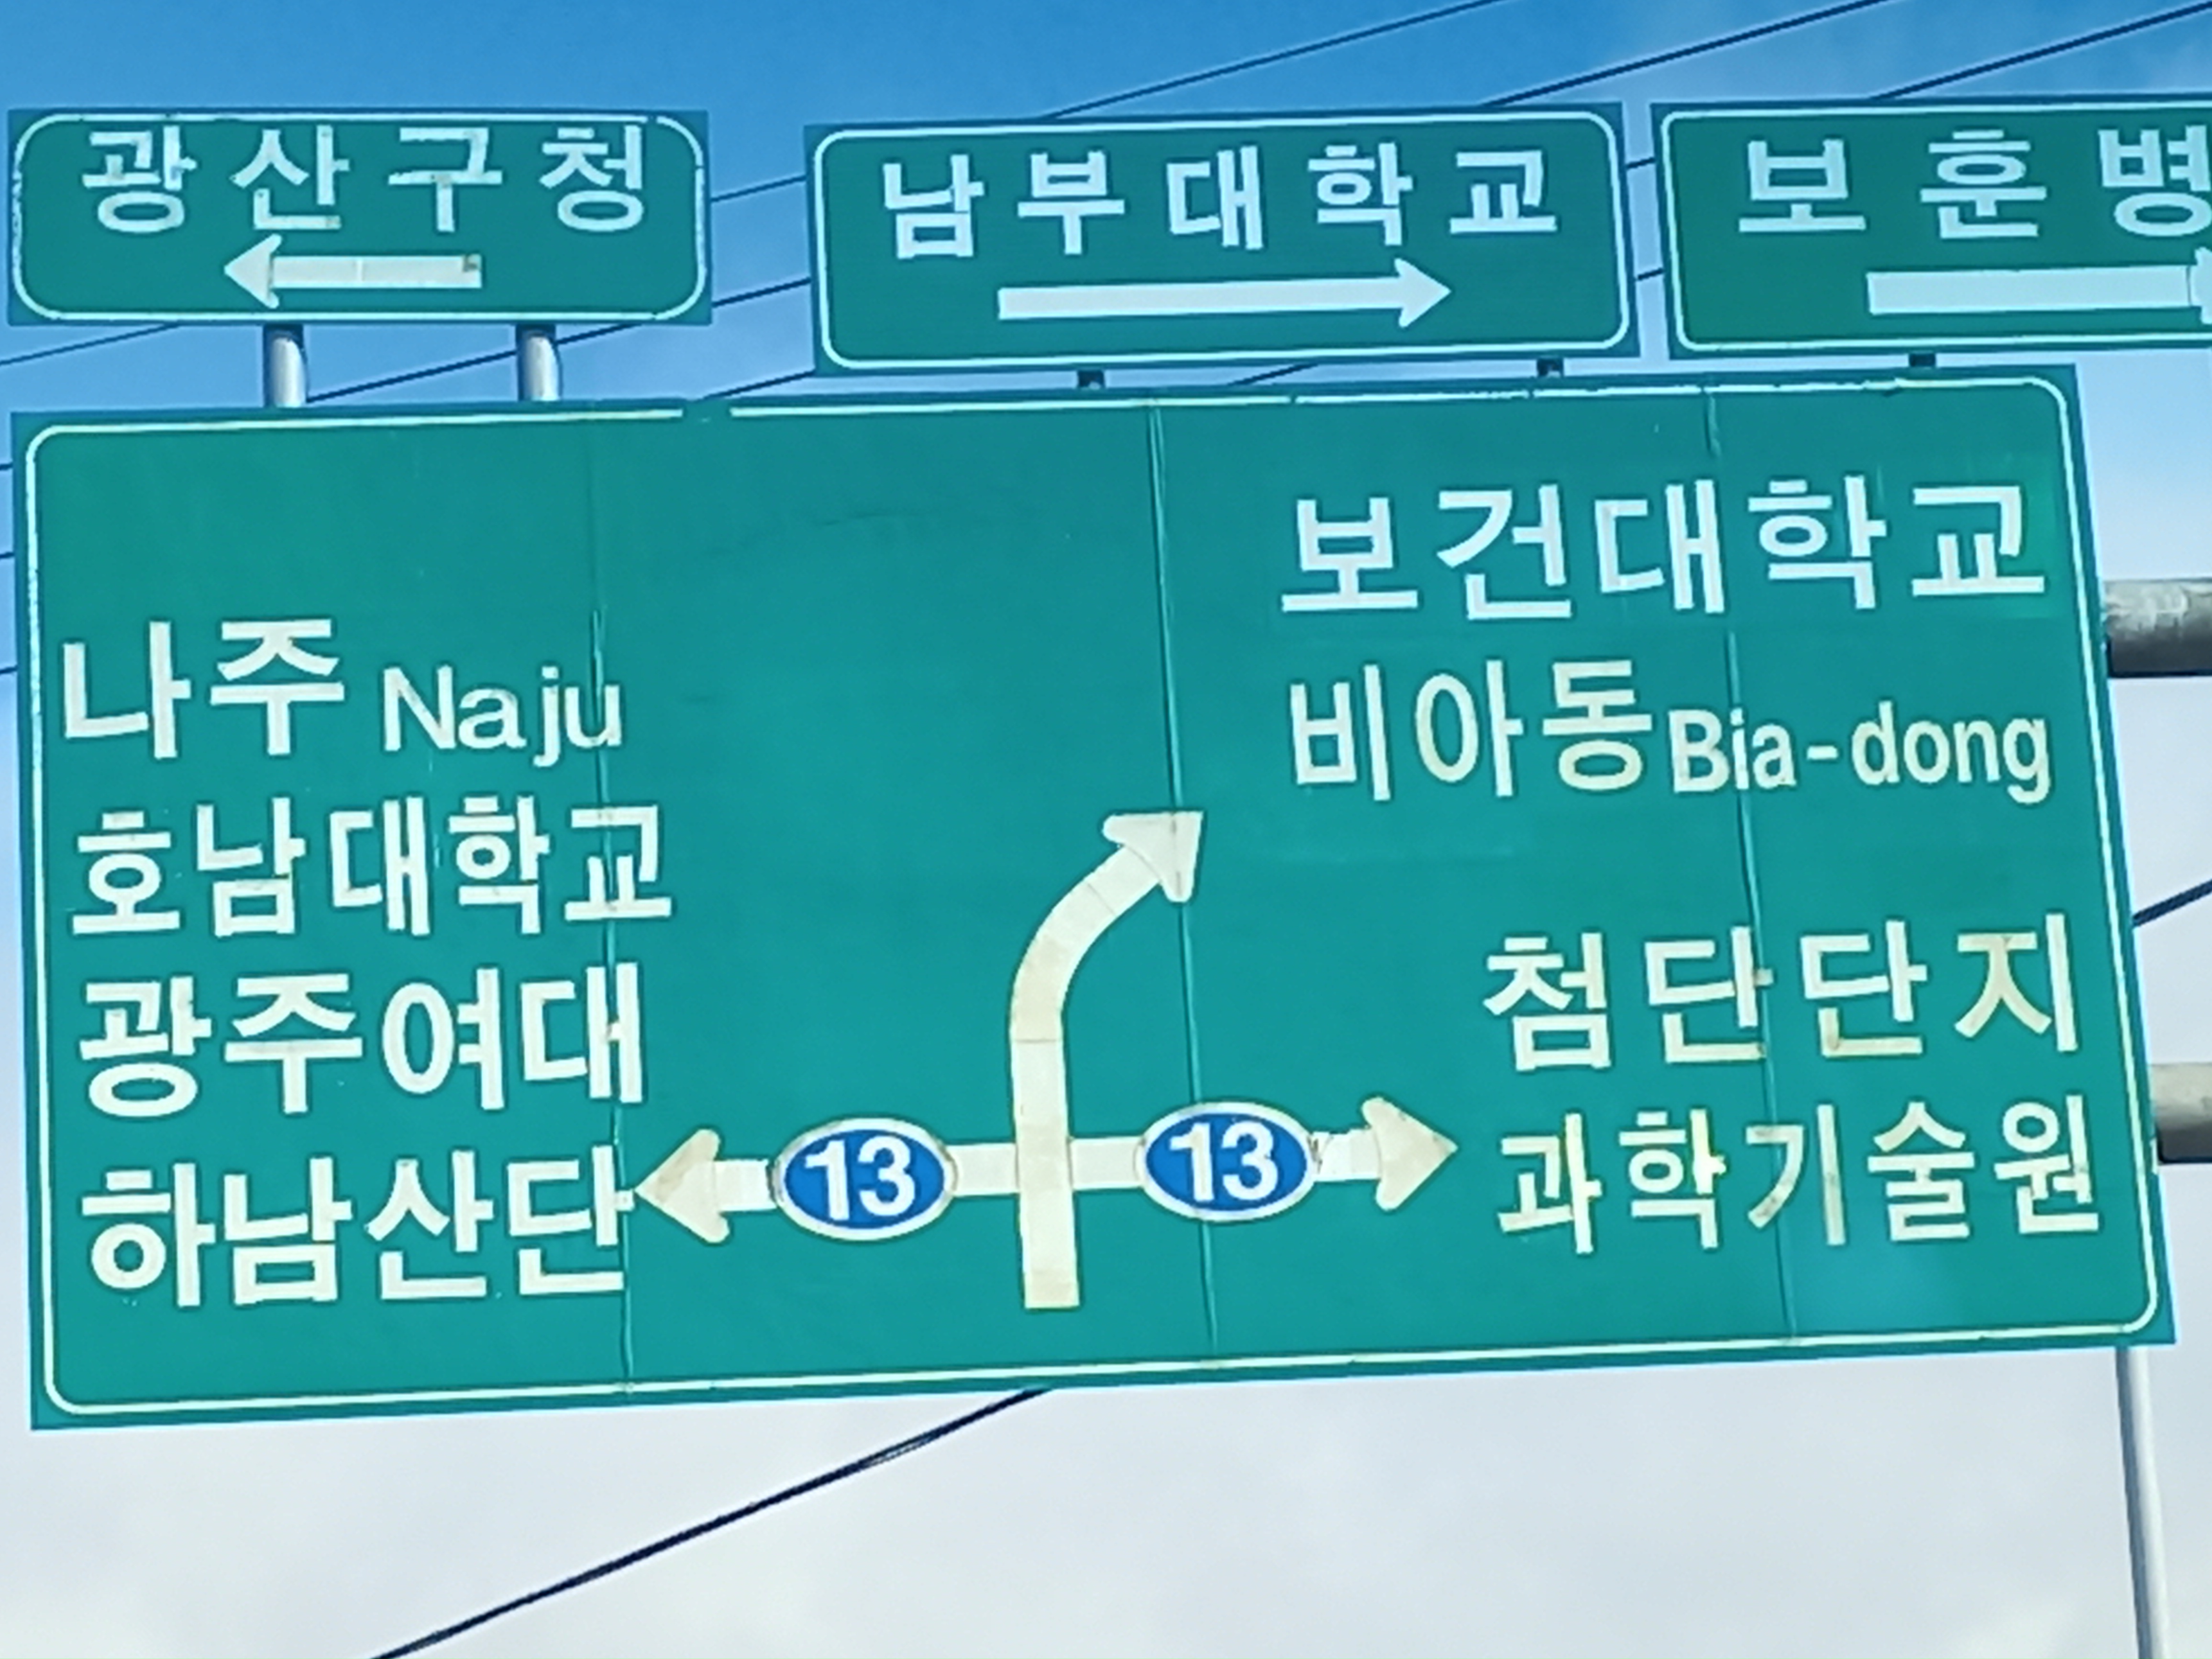 광산구청
남부대학교
보훈병
보건대학교
비아동 Bia-dong
나주 Naju
호남대학교
광주여대
하남산단
13
13
첨단단지
과학기술원